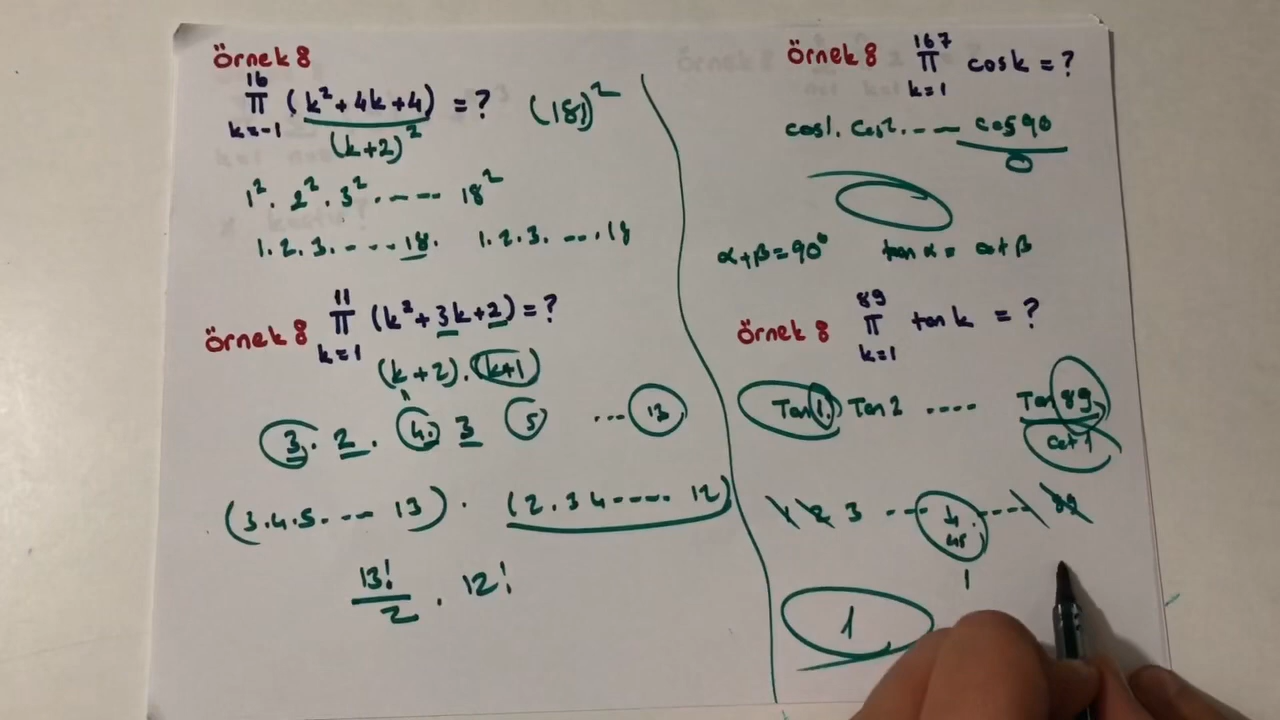 Örnek 8
16
π (k²+4k+4) = ? (18!)²
k=-1 (k+2)²
1². 2². 3². ---- 18²
1.2.3. ---- 18. 1.2.3. ---.18
11
Örnek 8 π (k²+3k+2) = ?
k=1
(k+2).(k+1)
3. 2. 4. 3 5 ... 13
(3.4.5. --- 13). (2.3 4 ---- 12)
13!/2 . 12!
167
Örnek 8 π cosk = ?
k=1
cos1. cos2. --- cos90
0
α+β=90° tan α = cot β
89
Örnek 8 π tan k = ?
k=1
Tan1. Tan2 .... Tan89
cot1
1 2 3 ---- ---- 89
45
1
1